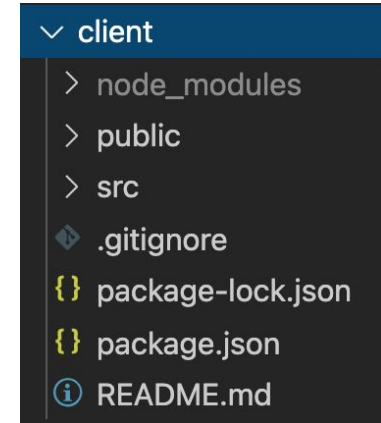 client
node_modules
public
src
.gitignore
package-lock.json
package.json
README.md